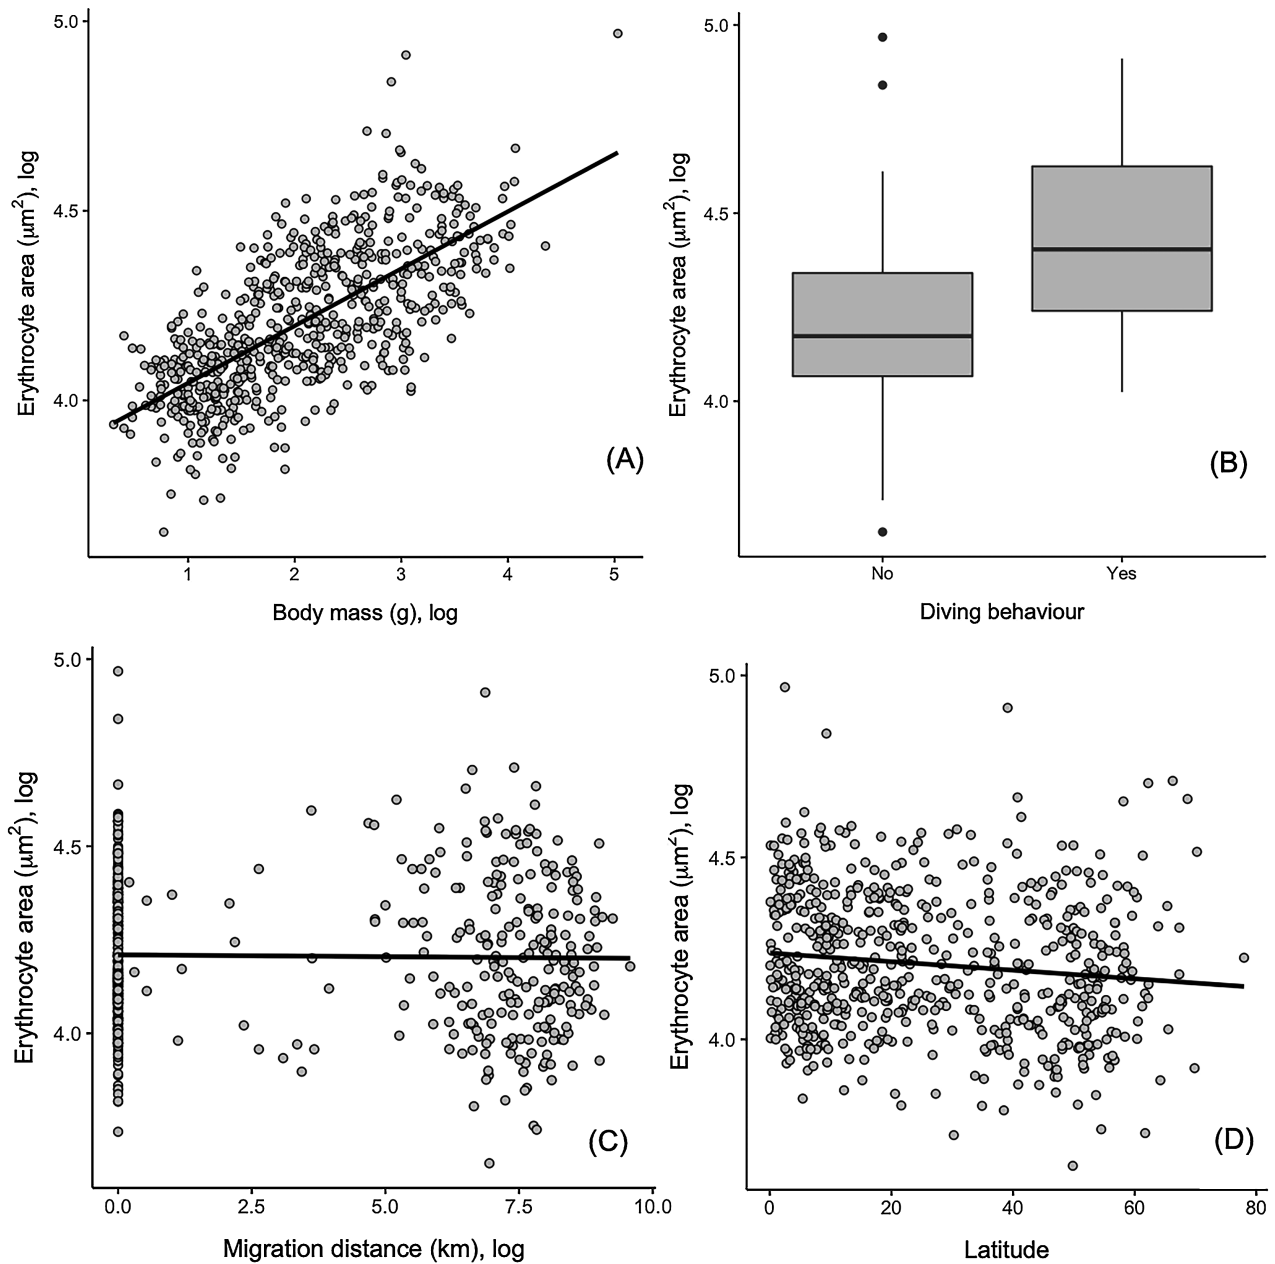 5.0
4.5
4.0
Erythrocyte area (μm²), log
(A)
1 2 3 4 5
Body mass (g), log
5.0
4.5
4.0
Erythrocyte area (μm²), log
(B)
No Yes
Diving behaviour
5.0
4.5
4.0
Erythrocyte area (μm²), log
(C)
0.0 2.5 5.0 7.5 10.0
Migration distance (km), log
5.0
4.5
4.0
Erythrocyte area (μm²), log
(D)
0 20 40 60 80
Latitude